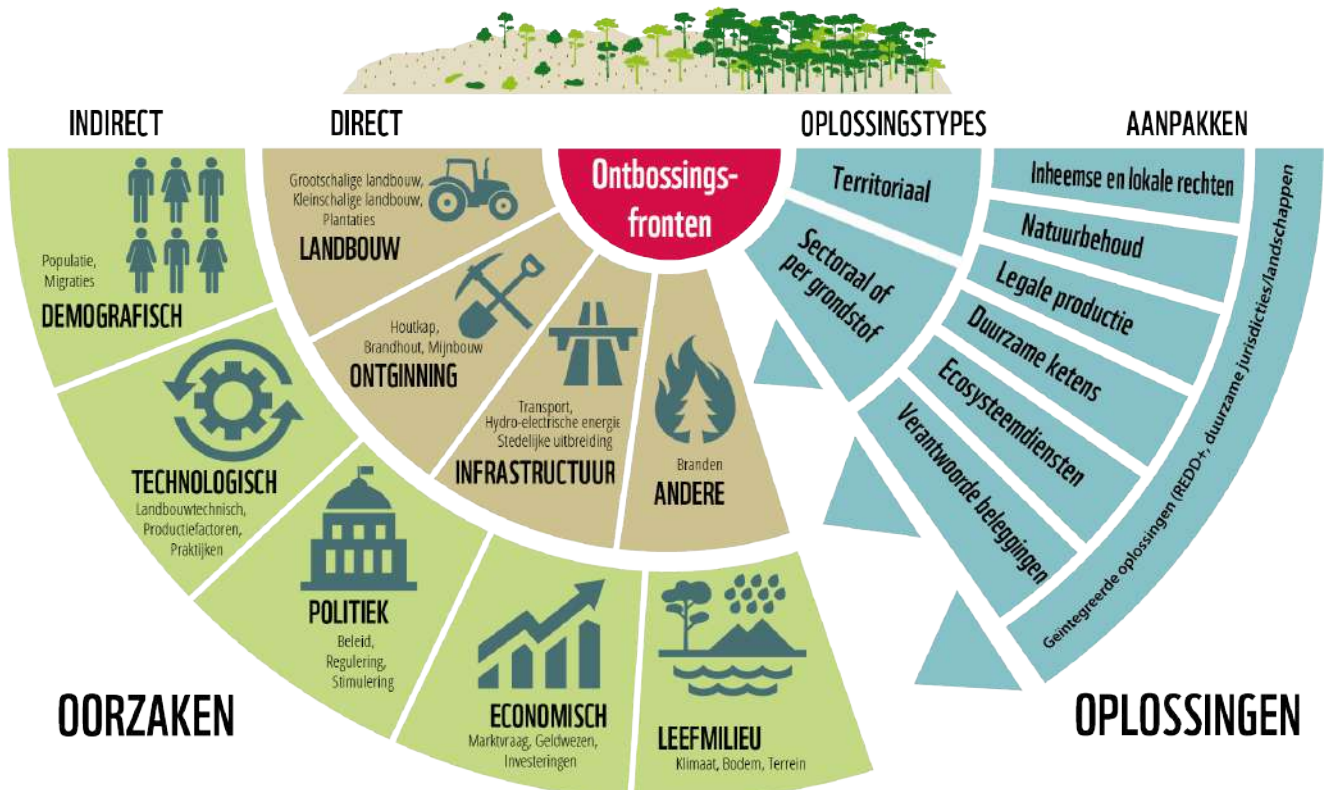 INDIRECT
DIRECT
OPLOSSINGSTYPES
AANPAKKEN
Populatie,
Migraties
DEMOGRAFISCH
TECHNOLOGISCH
Landbouwtechnisch,
Productiefactoren,
Praktijken
POLITIEK
Beleid,
Regulering,
Stimulering
ECONOMISCH
Marktvraag, Geldwezen,
Investeringen
LEEFMILIEU
Klimaat, Bodem, Terrein
Grootschalige landbouw,
Kleinschalige landbouw,
Plantaties
LANDBOUW
Houtkap,
Brandhout, Mijnbouw
ONTGINNING
Transport,
Hydro-electrische energie
Stedelijke uitbreiding
INFRASTRUCTUUR
Branden
ANDERE
Ontbossings-
fronten
Territoriaal
Sectoraal of
per grondstof
Inheemse en lokale rechten
Natuurbehoud
Legale productie
Duurzame ketens
Ecosysteemdiensten
Verantwoorde beleggingen
Geïntegreerde oplossingen (REDD+, duurzame jurisdicties/landschappen
OORZAKEN
OPLOSSINGEN